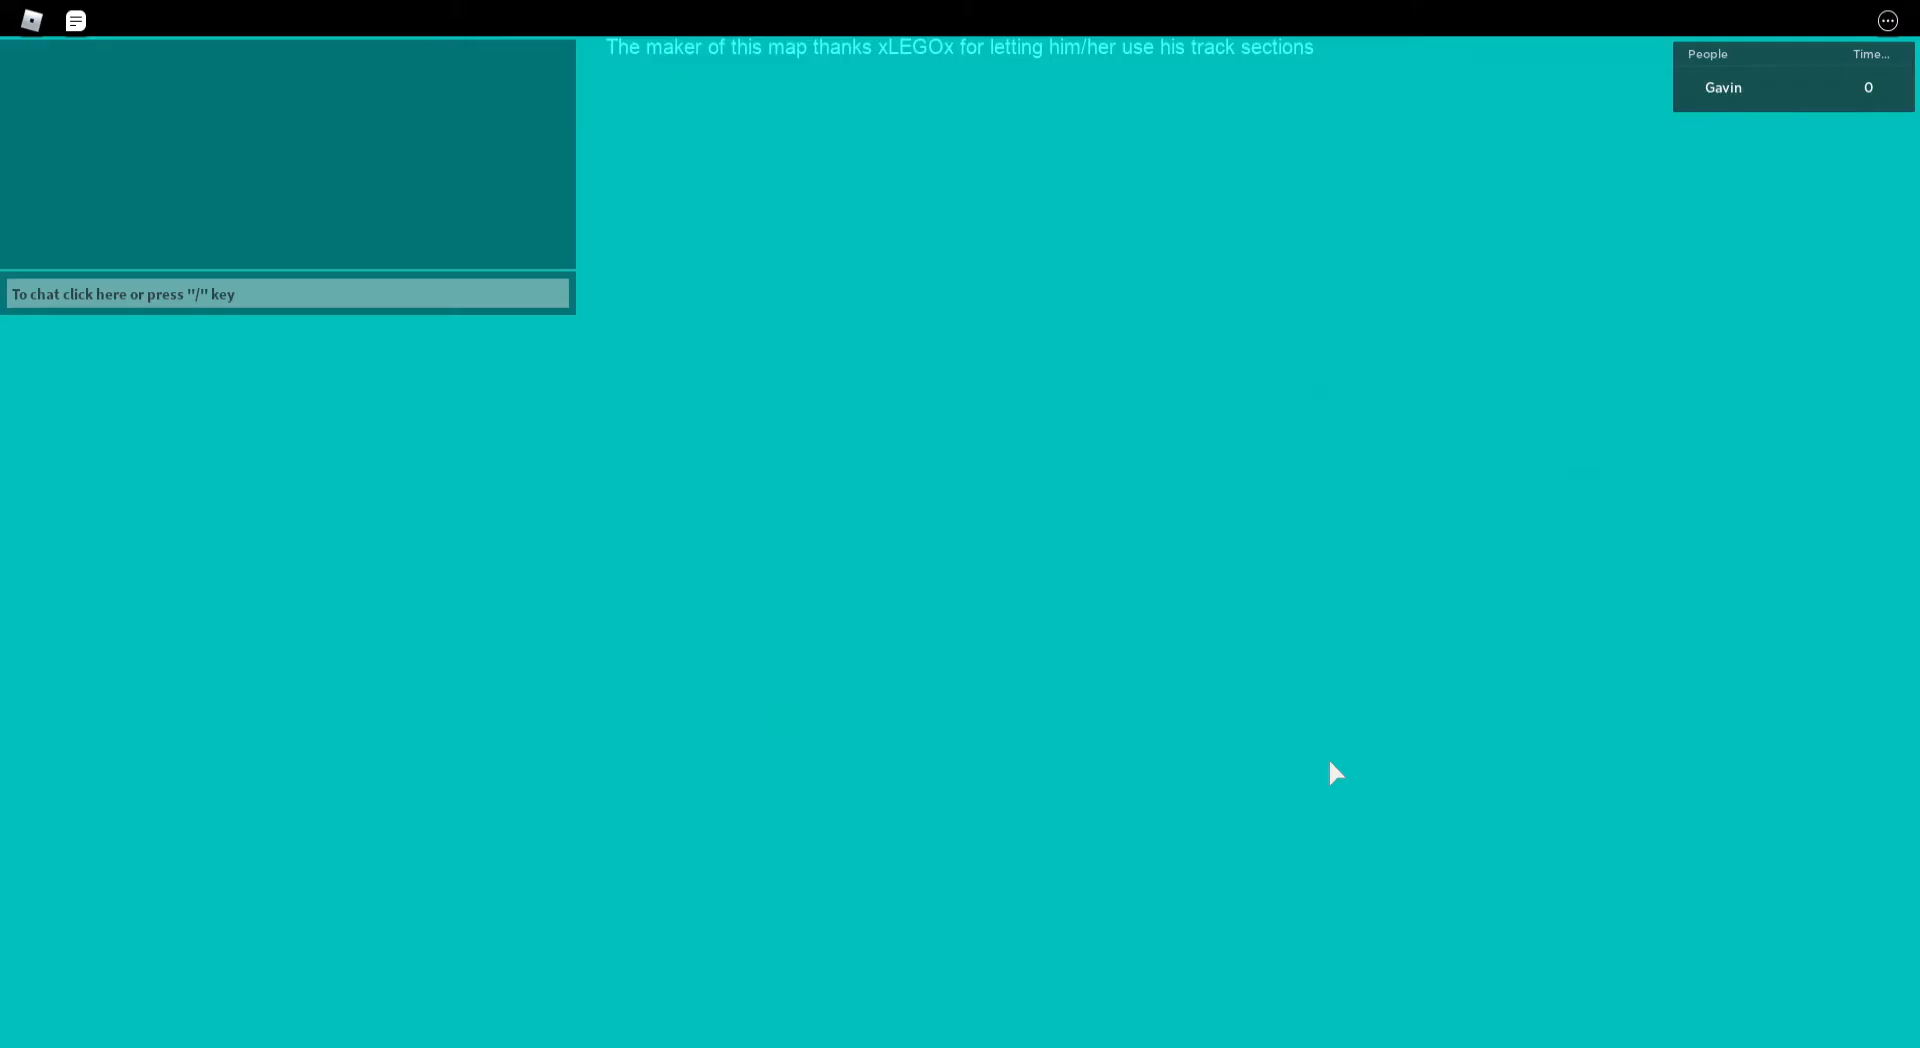 The maker of this map thanks xLEGOx for letting him/her use his track sections
People Time...
Gavin 0
To chat click here or press "/" key